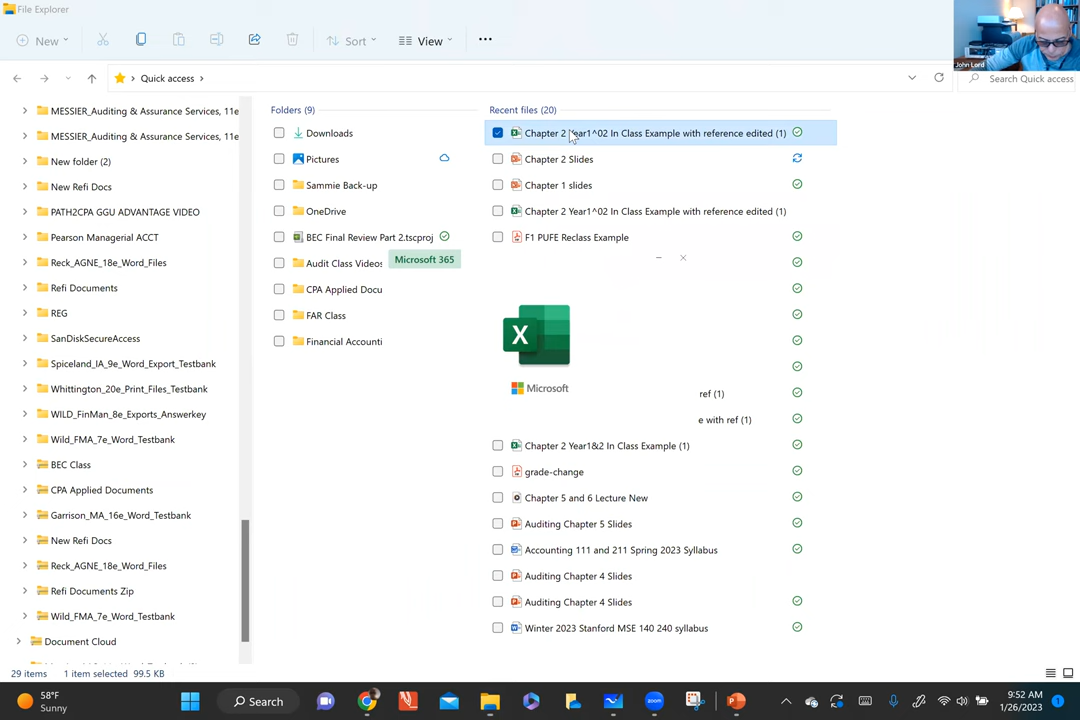 File Explorer
New
Sort
View
John Lord
Quick access
Search Quick access
MESSIER_Auditing & Assurance Services, 11e
MESSIER_Auditing & Assurance Services, 11e
New folder (2)
New Refi Docs
PATH2CPA GGU ADVANTAGE VIDEO
Pearson Managerial ACCT
Reck_AGNE_18e_Word_Files
Refi Documents
REG
SanDiskSecureAccess
Spiceland_IA_9e_Word_Export_Testbank
Whittington_20e_Print_Files_Testbank
WILD_FinMan_8e_Exports_Answerkey
Wild_FMA_7e_Word_Testbank
BEC Class
CPA Applied Documents
Garrison_MA_16e_Word_Testbank
New Refi Docs
Reck_AGNE_18e_Word_Files
Refi Documents Zip
Wild_FMA_7e_Word_Testbank
Document Cloud
Folders (9)
Downloads
Pictures
Sammie Back-up
OneDrive
BEC Final Review Part 2.tscproj
Audit Class Videos
Microsoft 365
CPA Applied Docu
FAR Class
Financial Accounti
Recent files (20)
Chapter 2 Year1^02 In Class Example with reference edited (1)
Chapter 2 Slides
Chapter 1 slides
Chapter 2 Year1^02 In Class Example with reference edited (1)
F1 PUFE Reclass Example
X
Microsoft
ref (1)
e with ref (1)
Chapter 2 Year1&2 In Class Example (1)
grade-change
Chapter 5 and 6 Lecture New
Auditing Chapter 5 Slides
Accounting 111 and 211 Spring 2023 Syllabus
Auditing Chapter 4 Slides
Auditing Chapter 4 Slides
Winter 2023 Stanford MSE 140 240 syllabus
29 items
1 item selected 99.5 KB
58°F
Sunny
Search
9:52 AM
1/26/2023
1